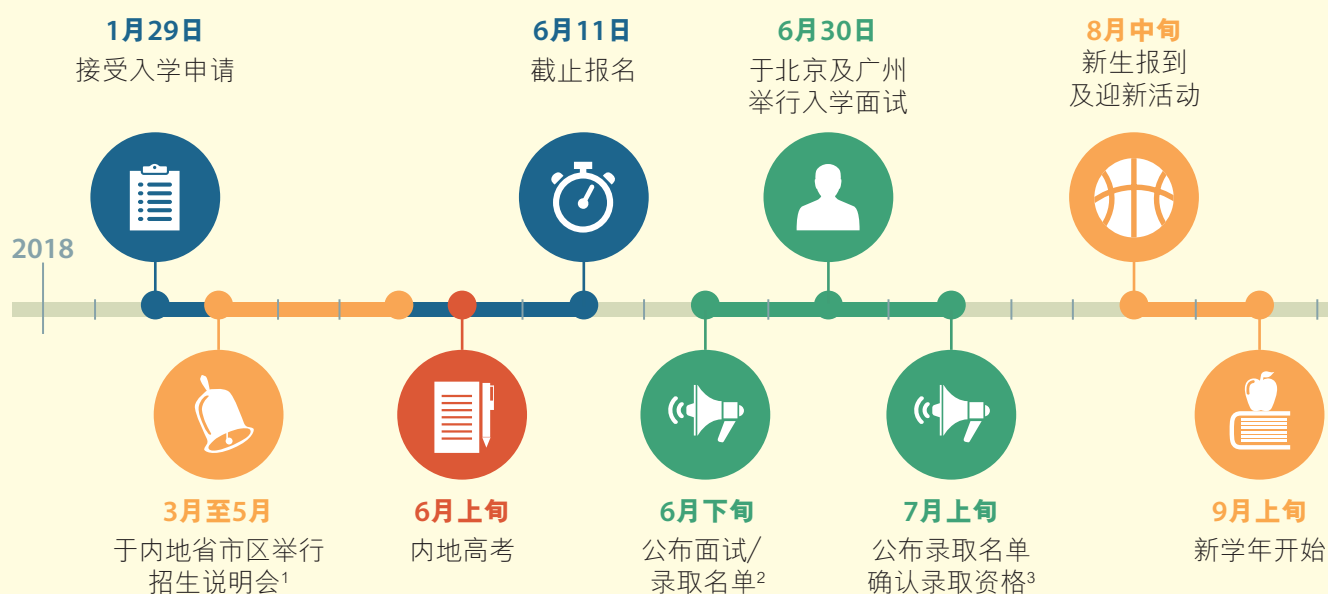 1月29日
接受入学申请
6月11日
截止报名
6月30日
于北京及广州
举行入学面试
8月中旬
新生报到
及迎新活动
2018
3月至5月
于内地省市区举行
招生说明会1
6月上旬
内地高考
6月下旬
公布面试/
录取名单2
7月上旬
公布录取名单
确认录取资格3
9月上旬
新学年开始